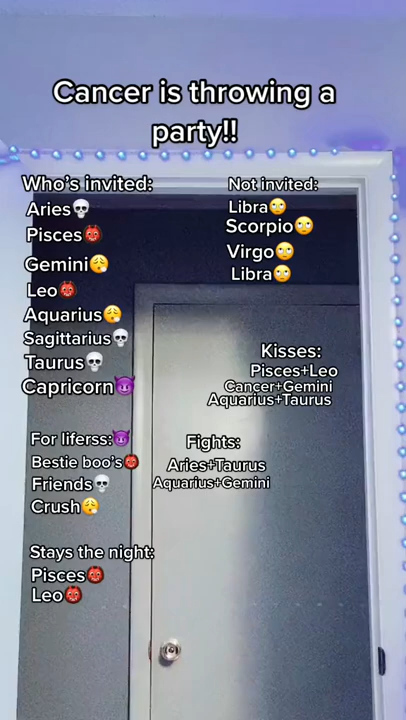 Cancer is throwing a
party!!
Who's invited:
Aries💀
Pisces👹
Gemini😮‍💨
Leo👹
Aquarius😮‍💨
Sagittarius💀
Taurus💀
Capricorn😈
Not invited:
Libra🙄
Scorpio🙄
Virgo🙄
Libra🙄
Kisses:
Pisces+Leo
Cancer+Gemini
Aquarius+Taurus
For liferss:😈
Bestie boo's👹
Friends💀
Crush😮‍💨
Fights:
Aries+Taurus
Aquarius+Gemini
Stays the night:
Pisces👹
Leo👹